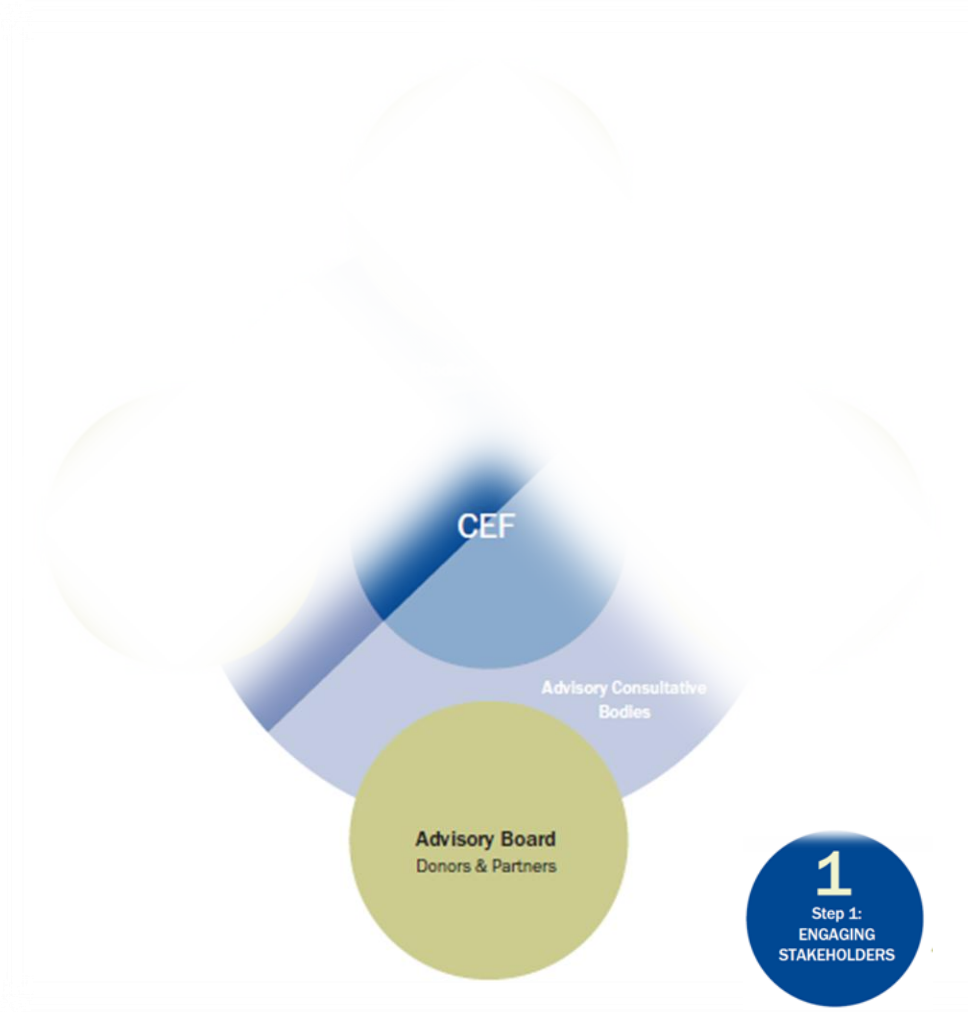 CEF
Advisory Consultative
Bodies
Advisory Board
Donors & Partners
1
Step 1:
ENGAGING
STAKEHOLDERS